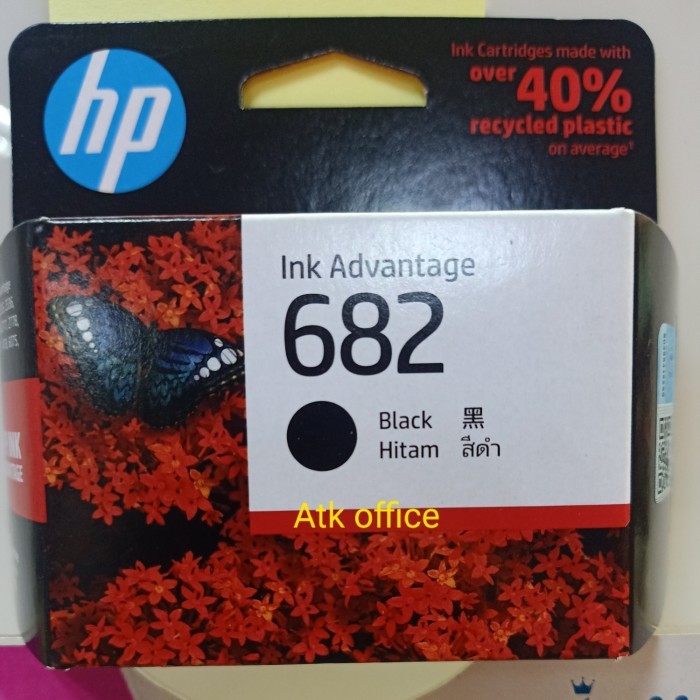 hp
Ink Cartridges made with
over 40%
recycled plastic
on average†
Ink Advantage
682
Black 黑
Hitam สีดำ
Atk office